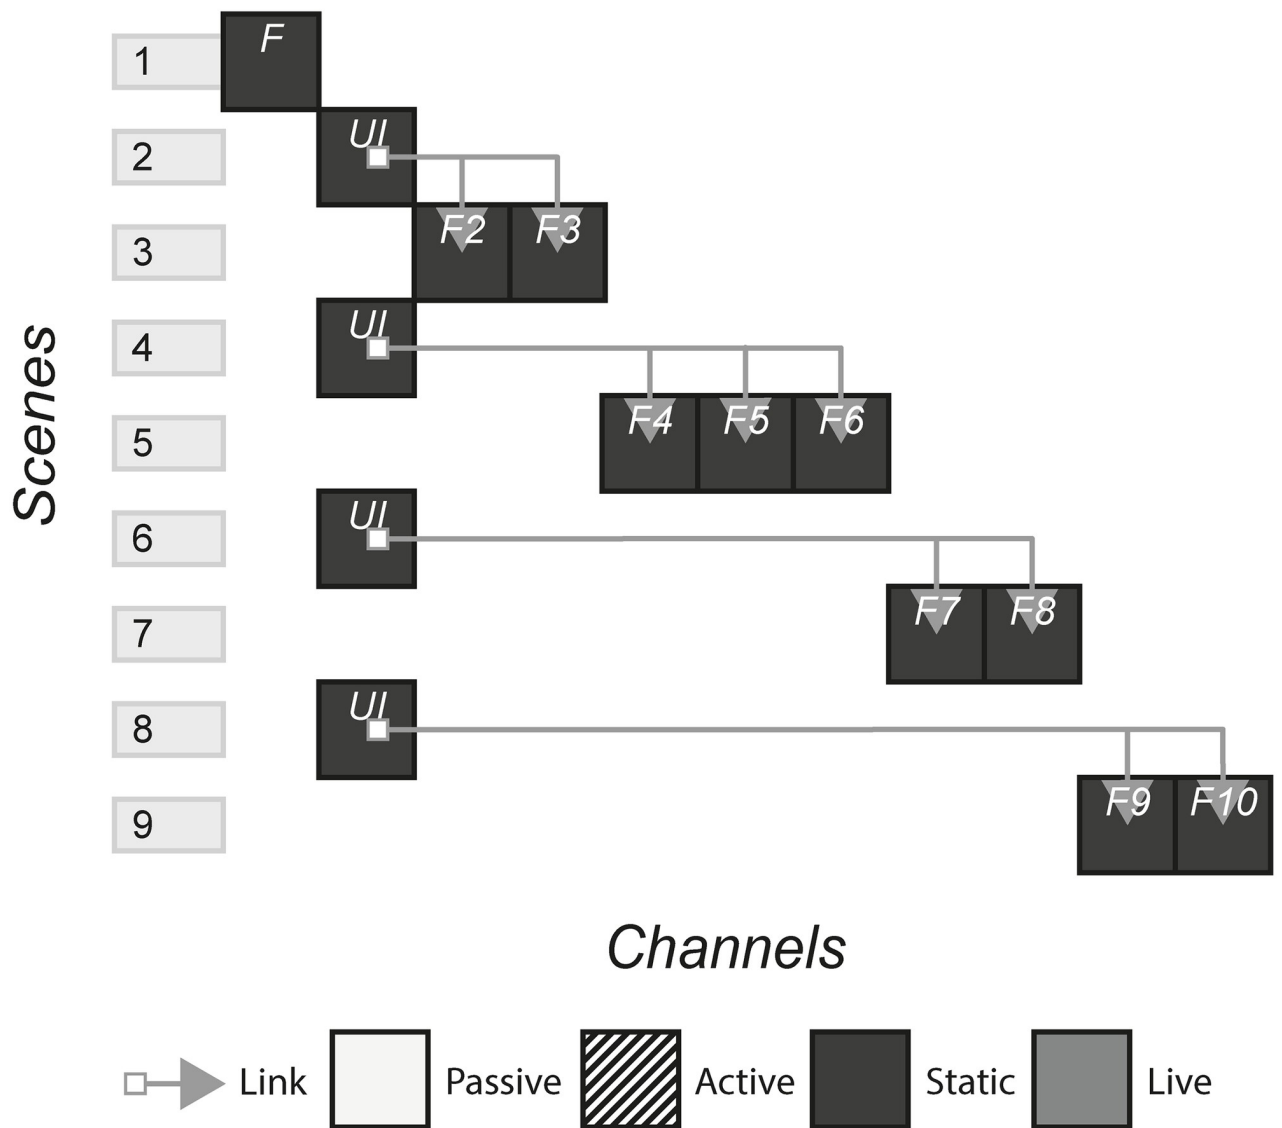 F
1
UI
2
F2 F3
3
UI
4
F4 F5 F6
5
UI
6
F7 F8
7
UI
8
F9 F10
9
Scenes
Channels
Link Passive Active Static Live